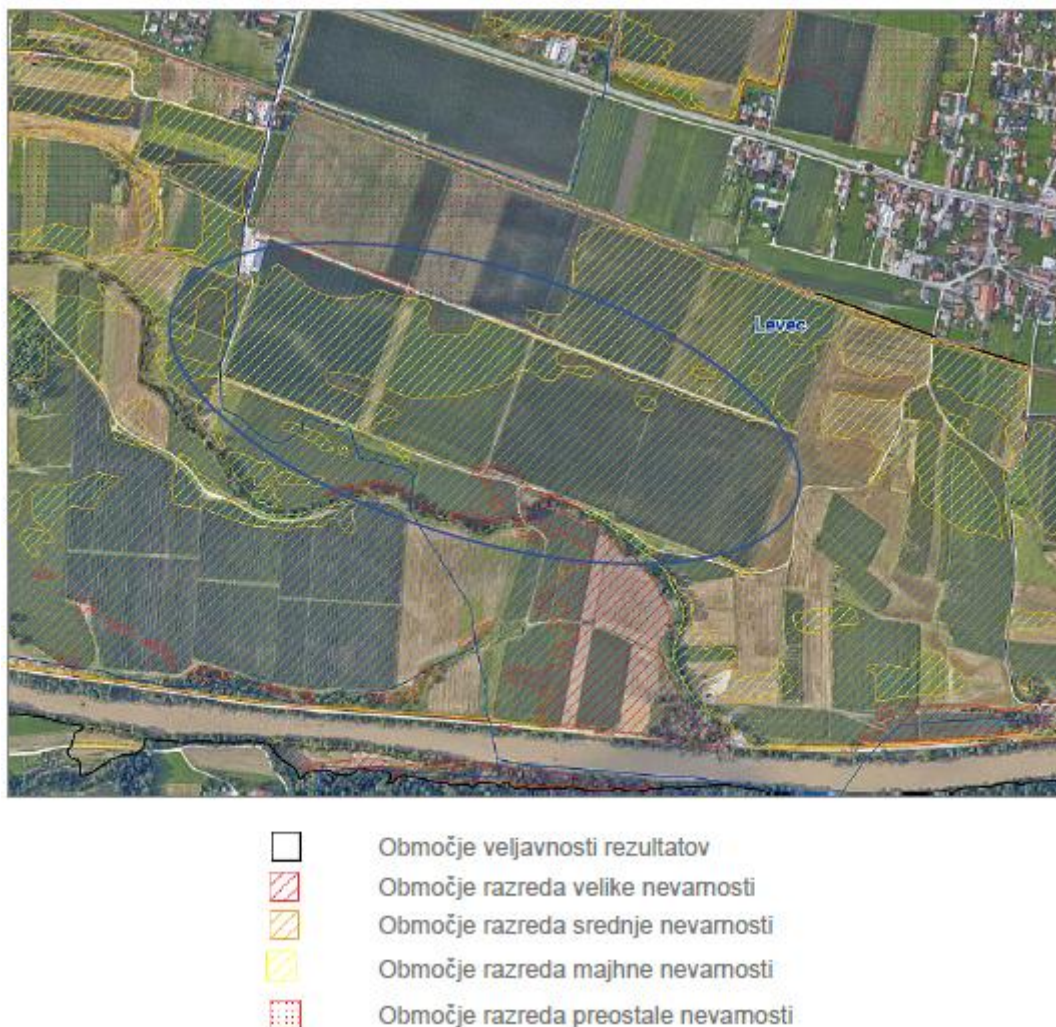 Levec
Območje veljavnosti rezultatov
Območje razreda velike nevarnosti
Območje razreda srednje nevarnosti
Območje razreda majhne nevarnosti
Območje razreda preostale nevarnosti